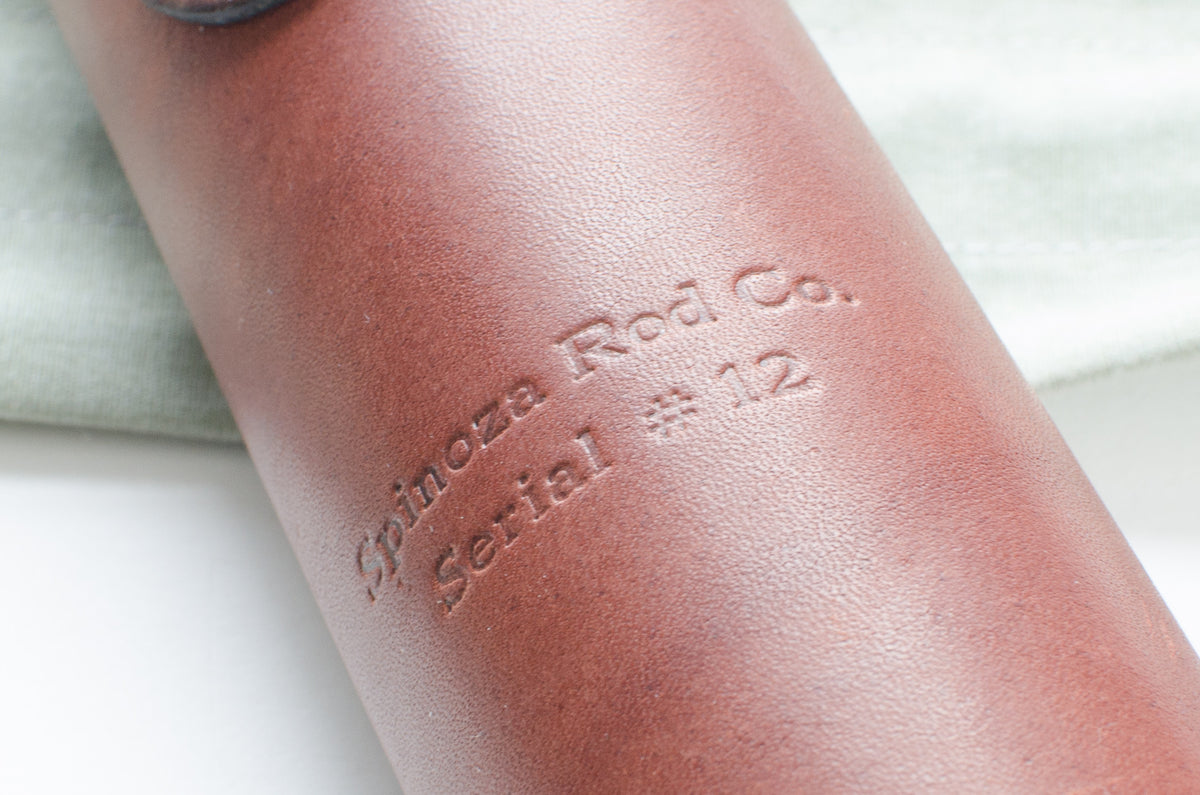 Spinoza Rod Co.
Serial # 12